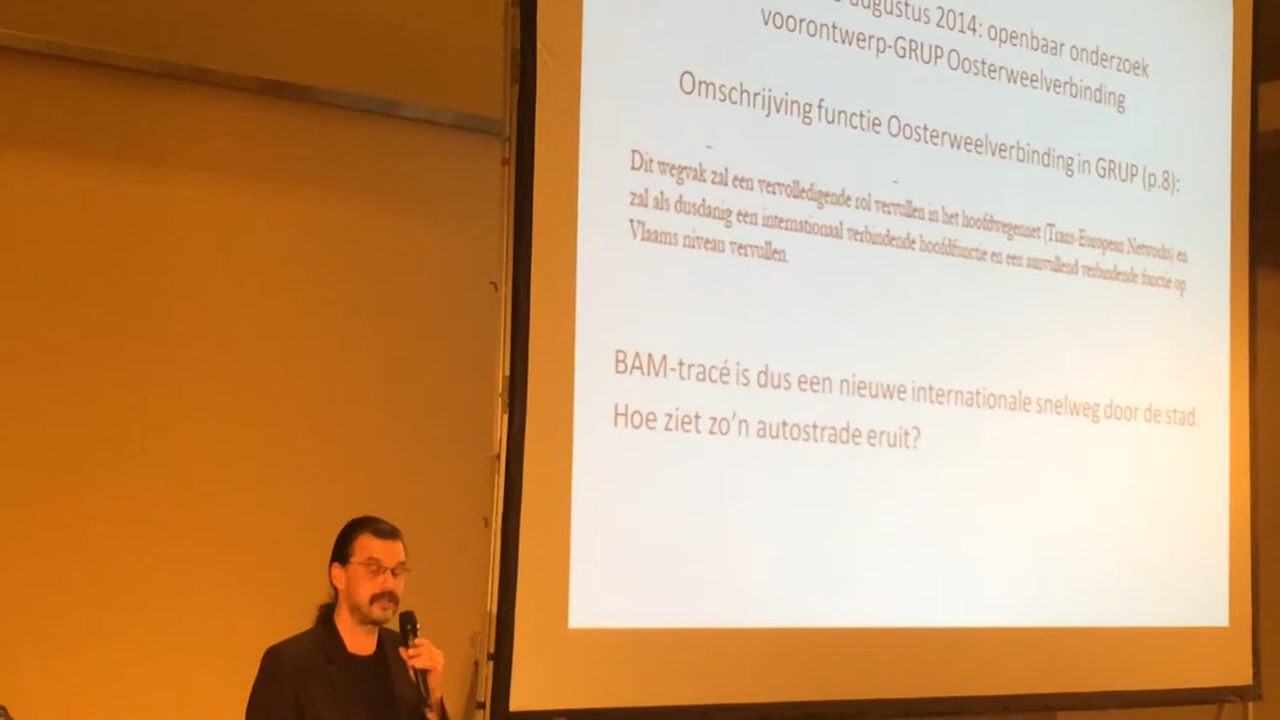 augustus 2014: openbaar onderzoek
voorontwerp-GRUP Oosterweelverbinding
Omschrijving functie Oosterweelverbinding in GRUP (p.8):
Dit wegvak zal een vervolledigende rol vervullen in het hoofdwegennet (Trans-European Networks) en
zal als dusdanig een internationaal verbindende hoofdfunctie en een aanvullend verbindende functie op
Vlaams niveau vervullen.
BAM-tracé is dus een nieuwe internationale snelweg door de stad.
Hoe ziet zo'n autostrade eruit?